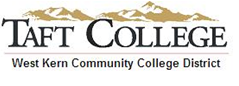 TAFT COLLEGE
West Kern Community College District